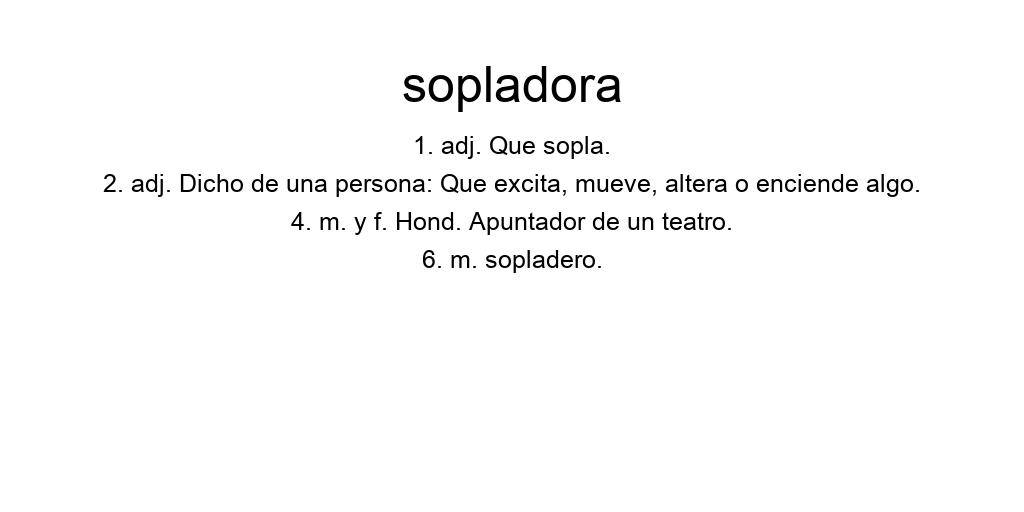 sopladora
1. adj. Que sopla.
2. adj. Dicho de una persona: Que excita, mueve, altera o enciende algo.
4. m. y f. Hond. Apuntador de un teatro.
6. m. sopladero.